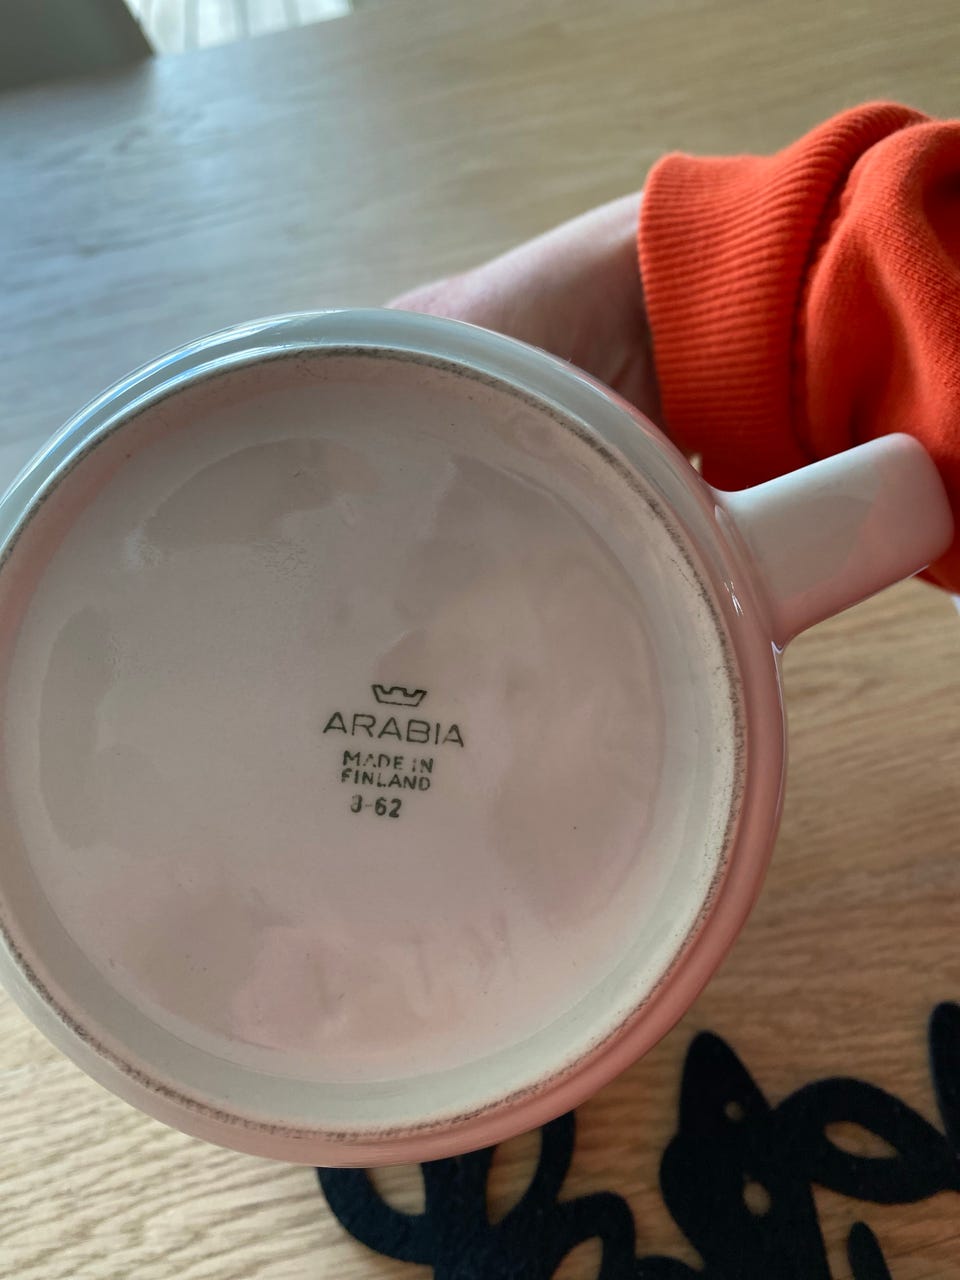 ARABIA
MADE IN
FINLAND
3-62